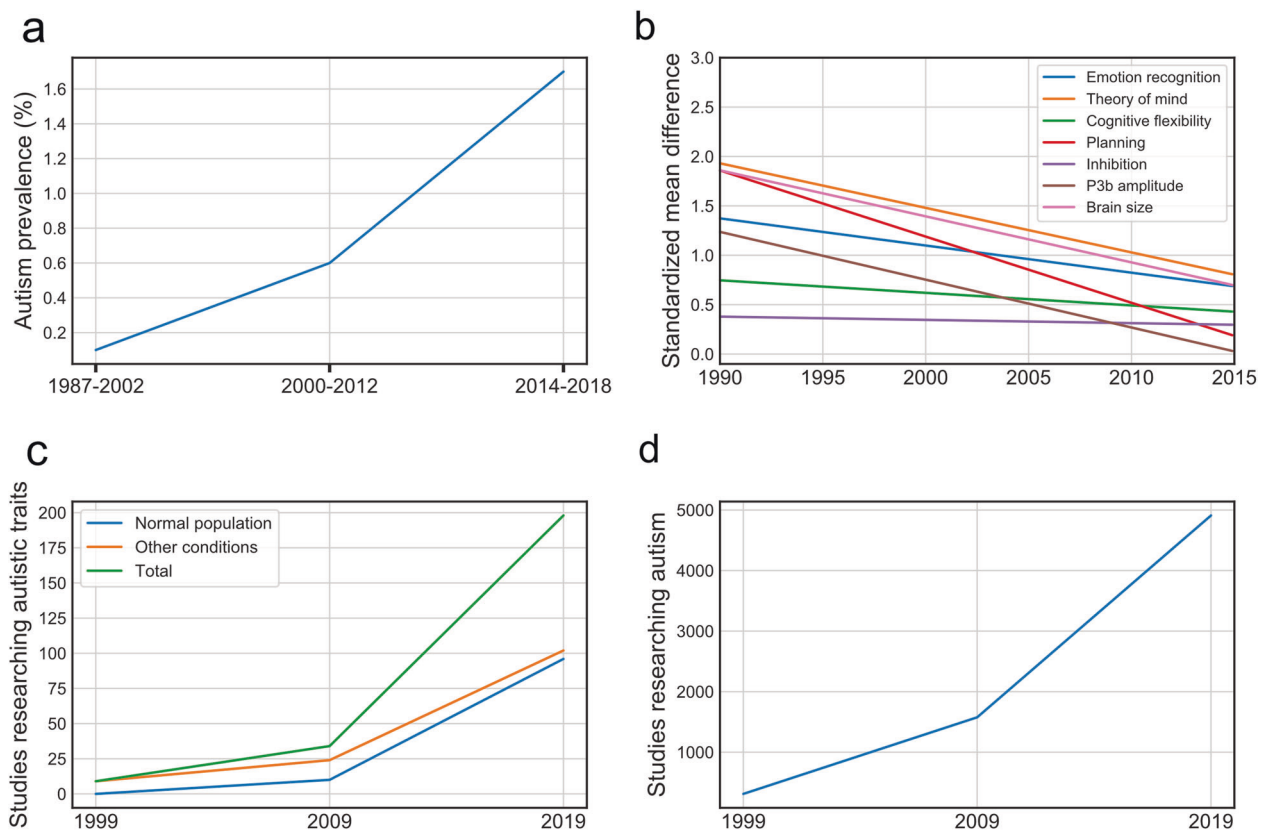 a
Autism prevalence (%)
1.6
1.4
1.2
1.0
0.8
0.6
0.4
0.2
1987-2002
2000-2012
2014-2018
b
Standardized mean difference
3.0
2.5
2.0
1.5
1.0
0.5
0.0
1990
1995
2000
2005
2010
2015
Emotion recognition
Theory of mind
Cognitive flexibility
Planning
Inhibition
P3b amplitude
Brain size
c
Studies researching autistic traits
200
175
150
125
100
75
50
25
0
1999
2009
2019
Normal population
Other conditions
Total
d
Studies researching autism
5000
4000
3000
2000
1000
1999
2009
2019